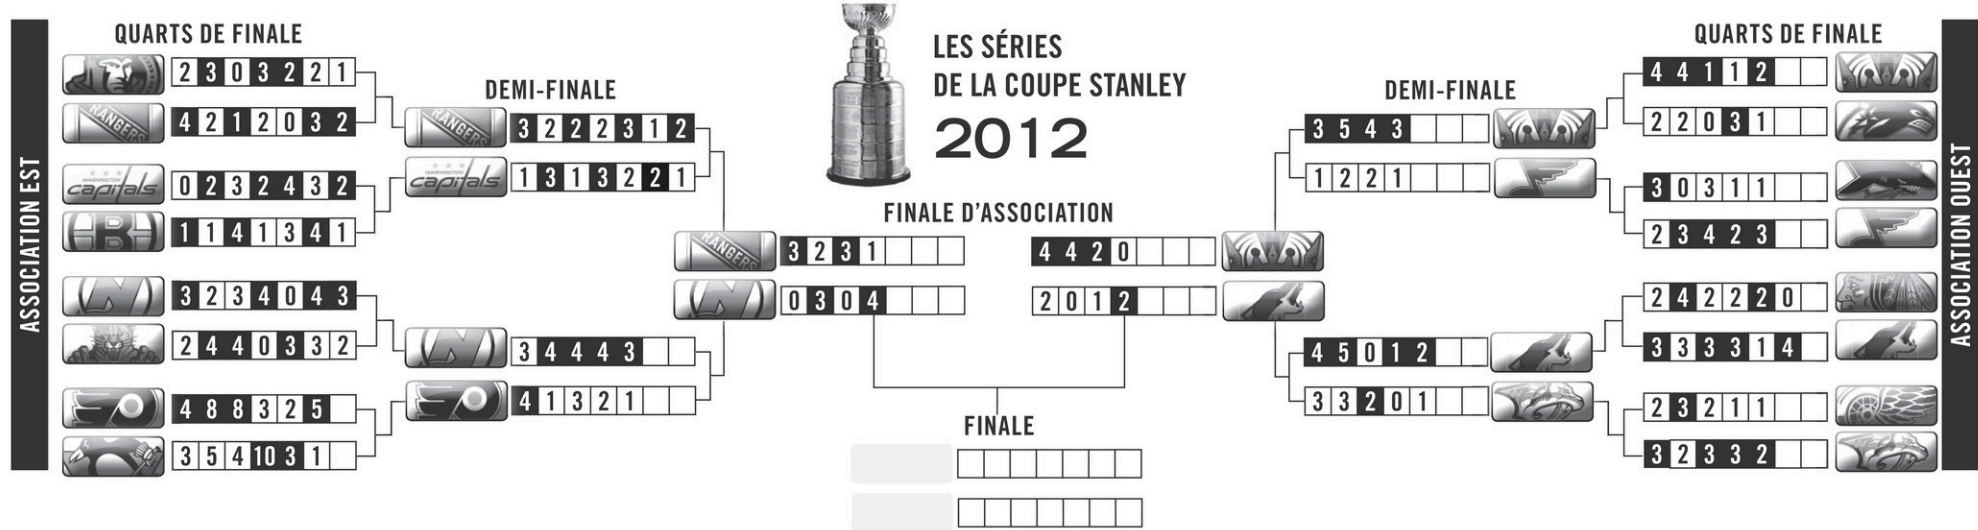 QUARTS DE FINALE
ASSOCIATION EST
2 3 0 3 2 2 1
RANGERS
4 2 1 2 0 3 2
WASHINGTON
capitals
0 2 3 2 4 3 2
B
1 1 4 1 3 4 1
3 2 3 4 0 4 3
2 4 4 0 3 3 2
4 8 8 3 2 5
3 5 4 10 3 1
DEMI-FINALE
RANGERS
3 2 2 2 3 1 2
WASHINGTON
capitals
1 3 1 3 2 2 1
3 4 4 4 3
4 1 3 2 1
LES SÉRIES
DE LA COUPE STANLEY
2012
FINALE D'ASSOCIATION
RANGERS
3 2 3 1
0 3 0 4
4 4 2 0
2 0 1 2
FINALE
DEMI-FINALE
3 5 4 3
1 2 2 1
4 5 0 1 2
3 3 2 0 1
QUARTS DE FINALE
ASSOCIATION OUEST
4 4 1 1 2
2 2 0 3 1
3 0 3 1 1
2 3 4 2 3
2 4 2 2 2 0
3 3 3 3 1 4
2 3 2 1 1
3 2 3 3 2